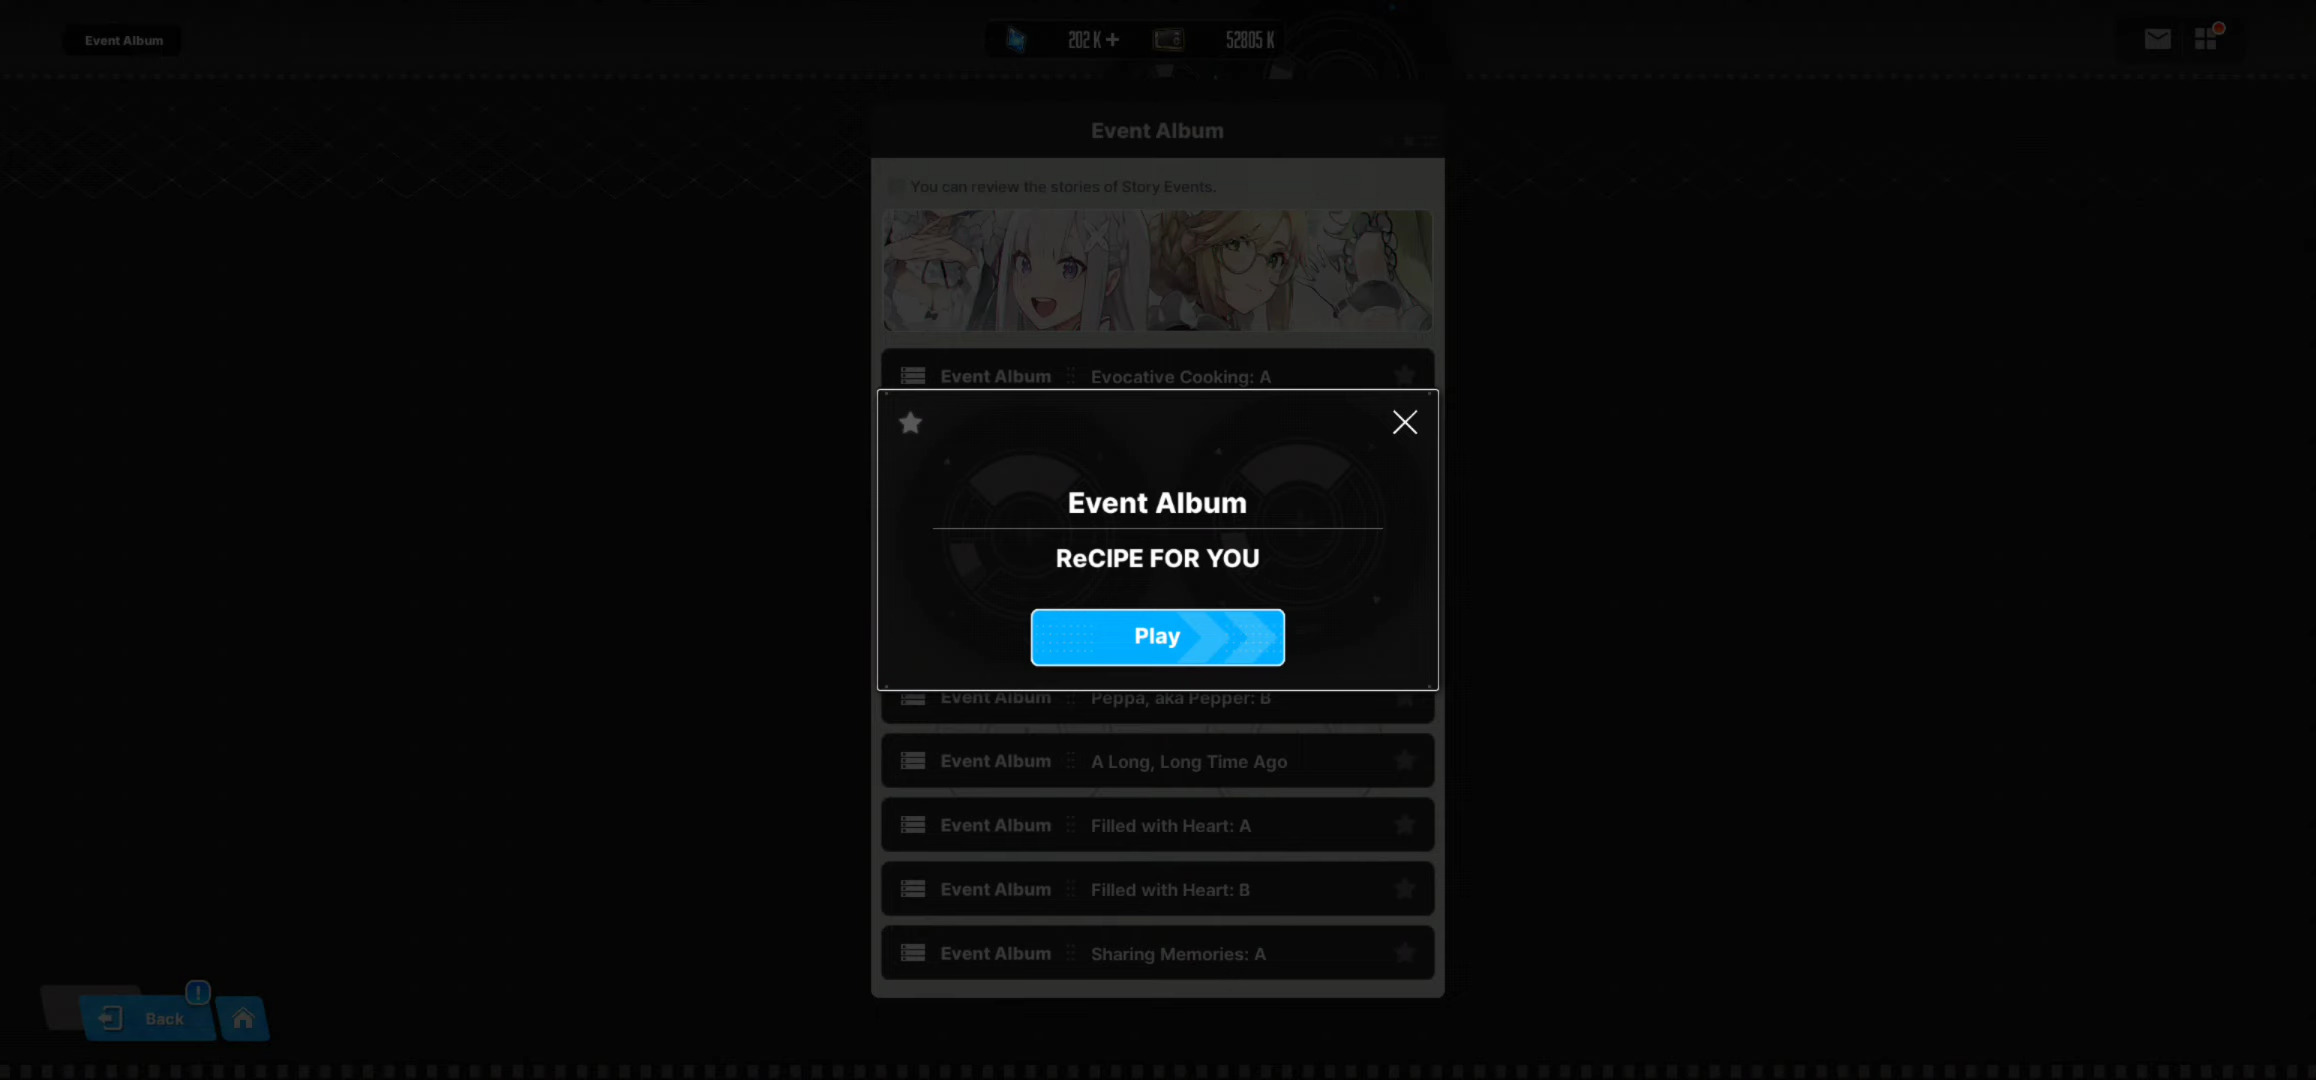 Event Album
202 K +
52805 K
Event Album
You can review the stories of Story Events.
Event Album Evocative Cooking: A
Event Album
ReCIPE FOR YOU
Play
Event Album Peppa, aka Pepper: B
Event Album A Long, Long Time Ago
Event Album Filled with Heart: A
Event Album Filled with Heart: B
Event Album Sharing Memories: A
!
Back